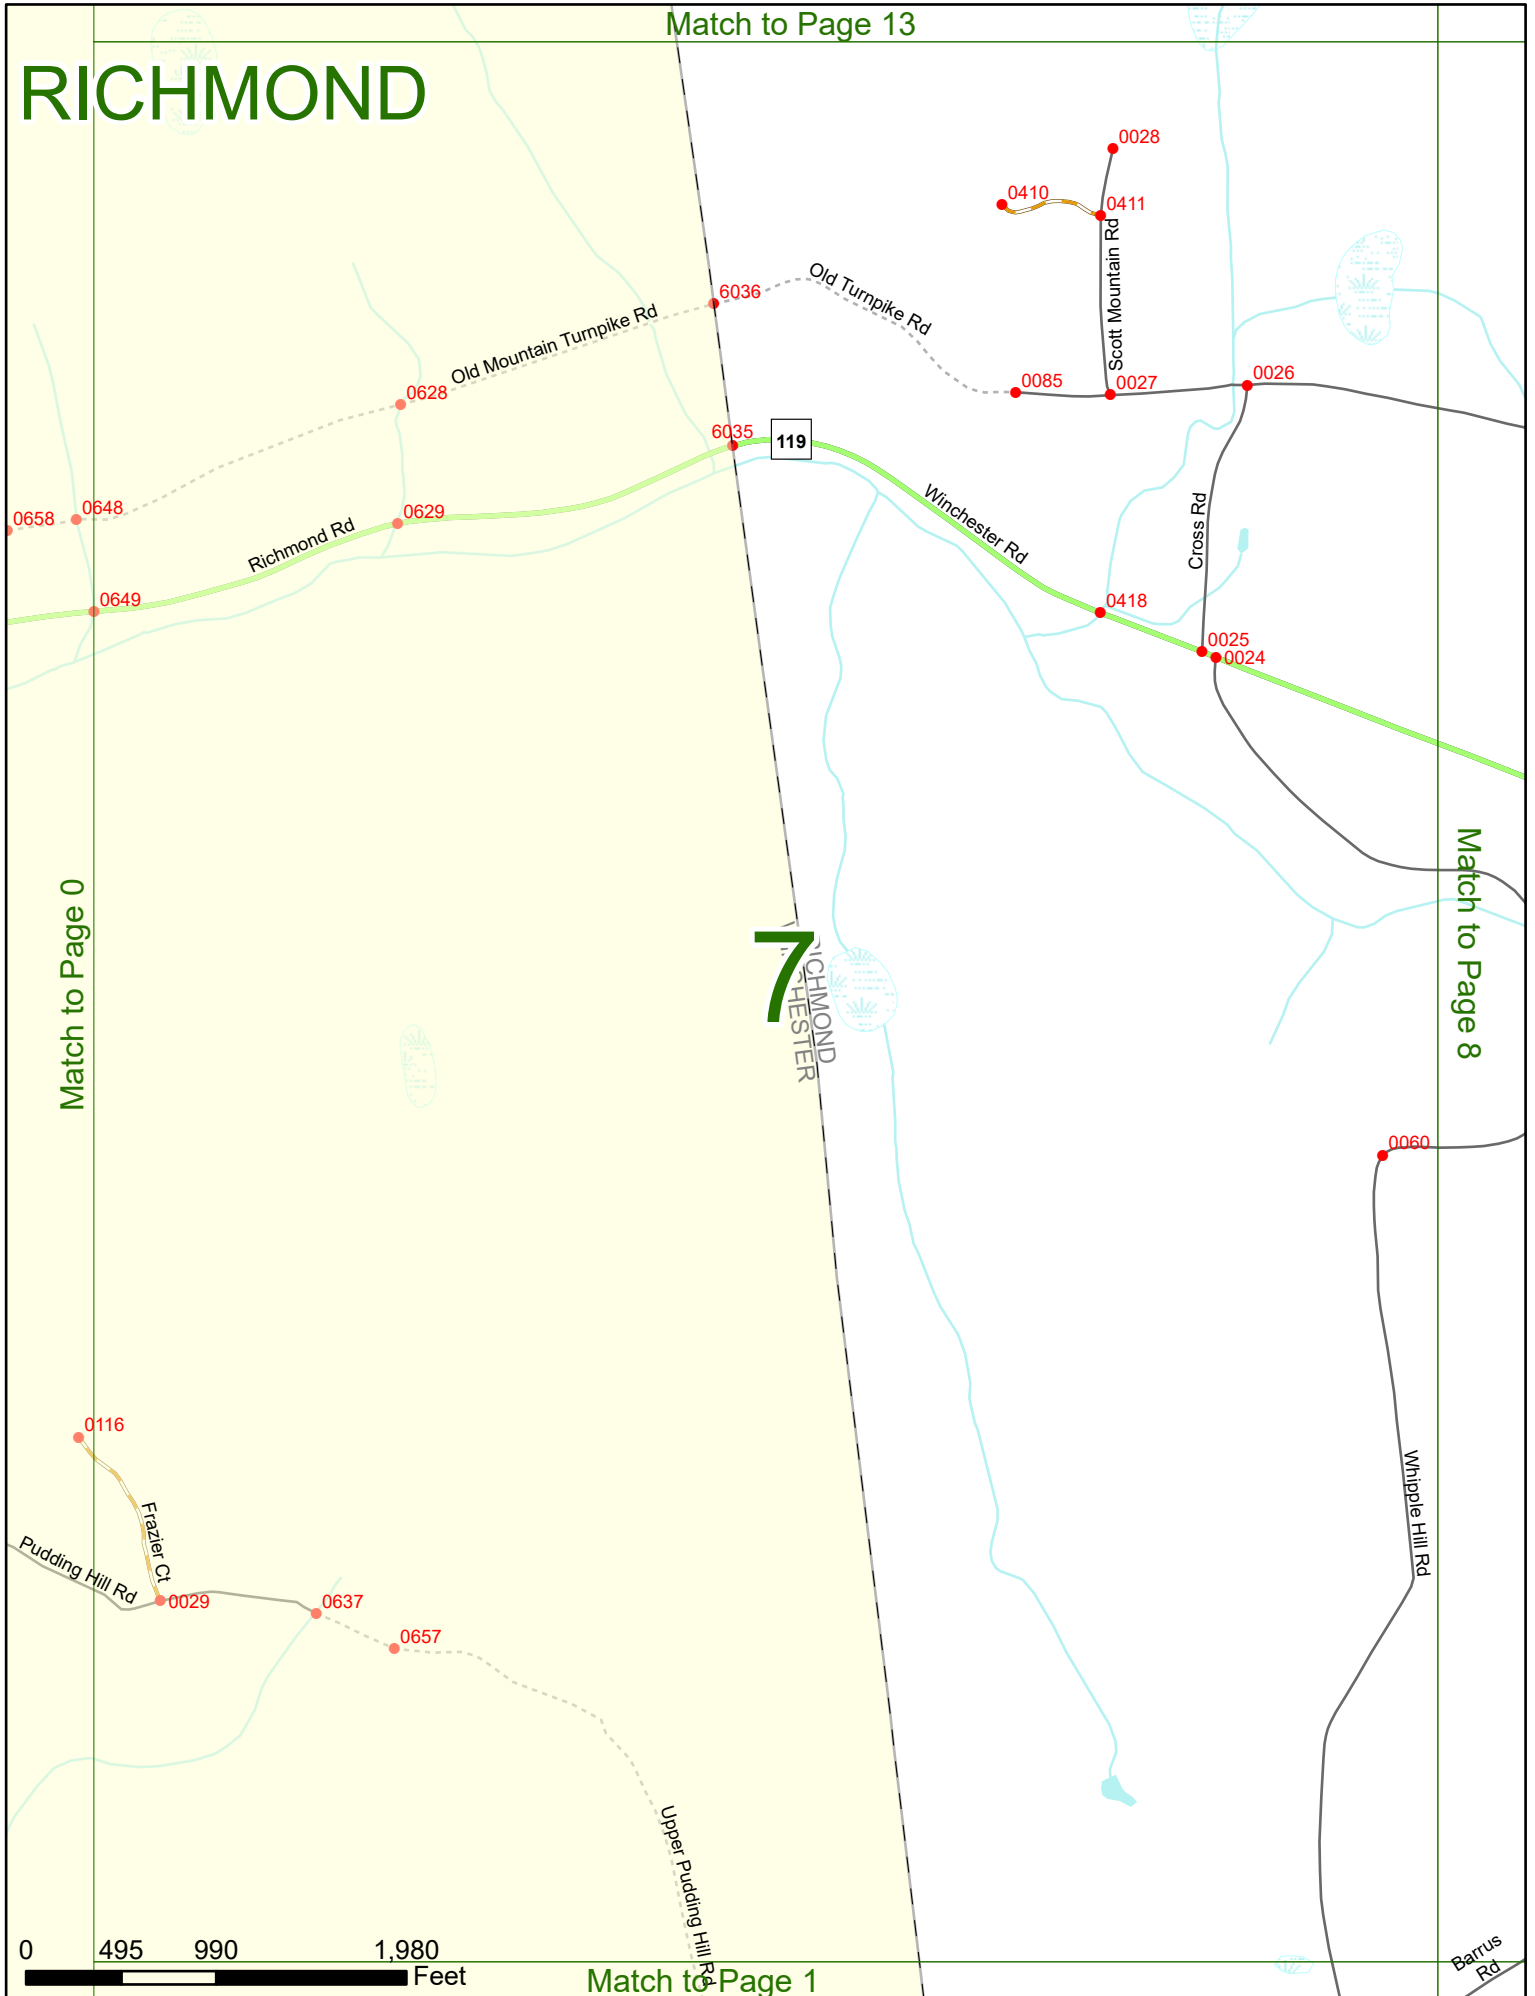 Match to Page 13
RICHMOND
0028
0410
0411
Scott Mountain Rd
6036
Old Turnpike Rd
Old Mountain Turnpike Rd
0628
0085
0027
0026
6035
119
0658
0648
0629
Richmond Rd
Winchester Rd
Cross Rd
0649
0418
0025
0024
Match to Page 0
Match to Page 8
7
RICHMOND
HESTER
0060
0116
Frazier Ct
Pudding Hill Rd
0029
0637
0657
Whipple Hill Rd
Upper Pudding Hill Rd
0 495 990 1,980
Feet
Match to Page 1
Barrus
Rd